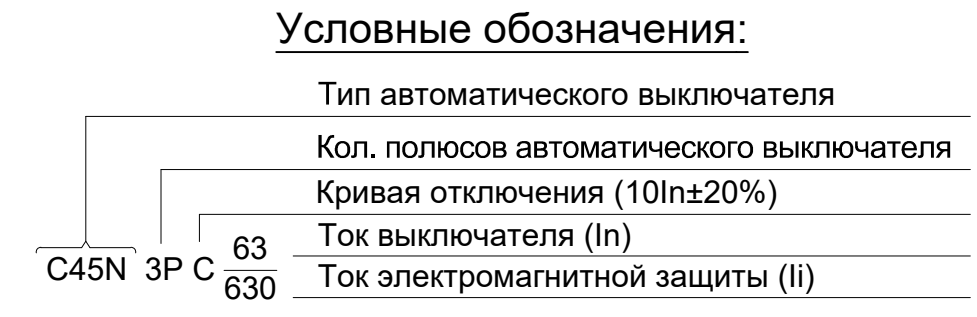 Условные обозначения:
Тип автоматического выключателя
Кол. полюсов автоматического выключателя
Кривая отключения (10In±20%)
Ток выключателя (In)
Ток электромагнитной защиты (Ii)
C45N 3P C 63
630